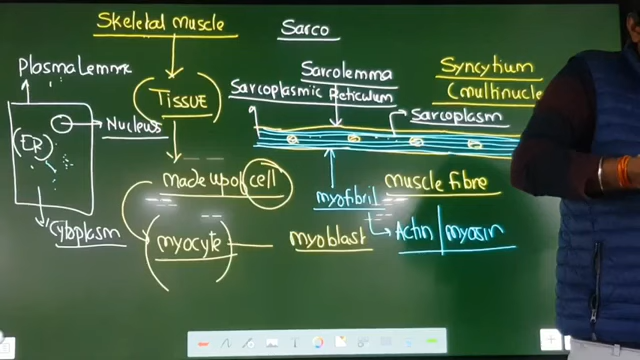 Skeletal muscle
Sarco
Plasmalemma
Sarcolemma
Syncytium
(multinucle
Sarcoplasmic Reticulum
Sarcoplasm
(Tissue)
Nucleus
(ER)
made up of cell
myofibril
muscle fibre
Cytoplasm
(myocyte)
myoblast
Actin | myosin